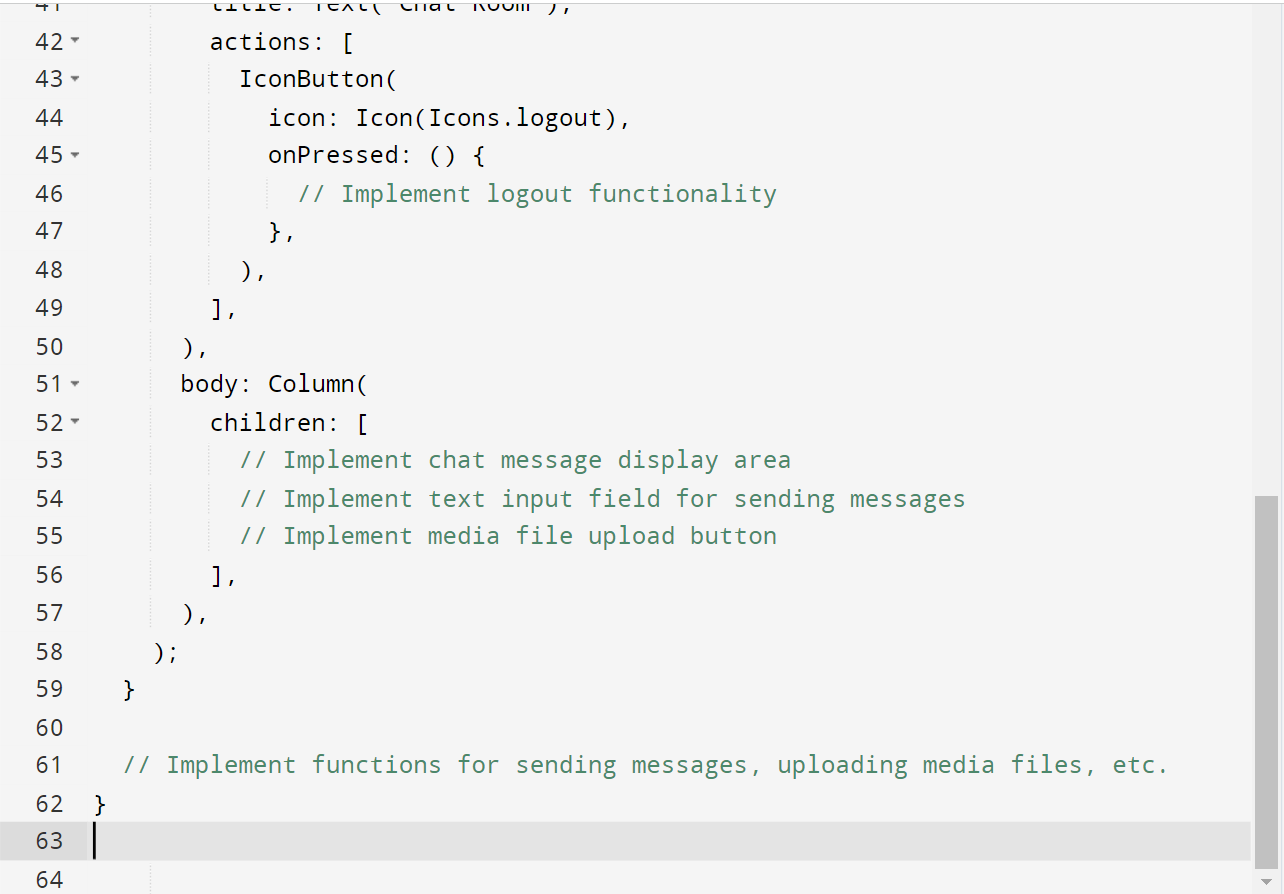 41 title: Text('Chat Room'),
42 actions: [
43 IconButton(
44 icon: Icon(Icons.logout),
45 onPressed: () {
46 // Implement logout functionality
47 },
48 ),
49 ],
50 ),
51 body: Column(
52 children: [
53 // Implement chat message display area
54 // Implement text input field for sending messages
55 // Implement media file upload button
56 ],
57 ),
58 );
59 }
60
61 // Implement functions for sending messages, uploading media files, etc.
62 }
63
64